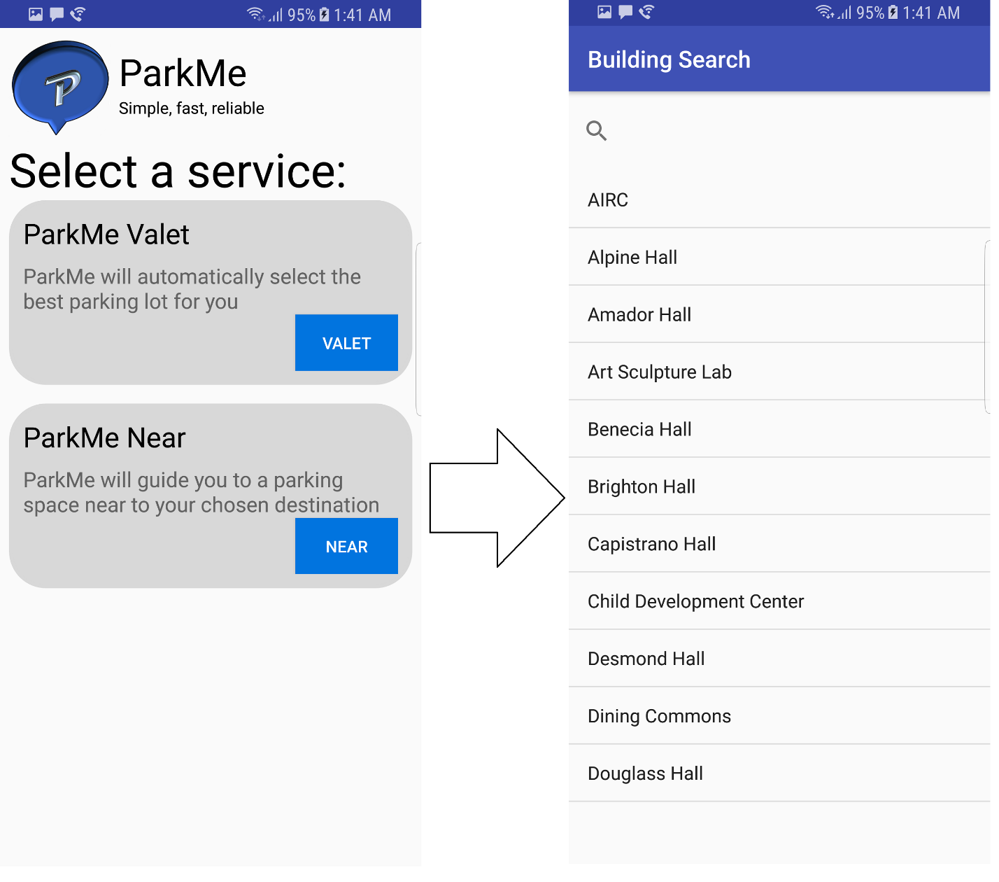 95% 1:41 AM
P
ParkMe
Simple, fast, reliable
Select a service:
ParkMe Valet
ParkMe will automatically select the
best parking lot for you
VALET
ParkMe Near
ParkMe will guide you to a parking
space near to your chosen destination
NEAR
95% 1:41 AM
Building Search
AIRC
Alpine Hall
Amador Hall
Art Sculpture Lab
Benecia Hall
Brighton Hall
Capistrano Hall
Child Development Center
Desmond Hall
Dining Commons
Douglass Hall